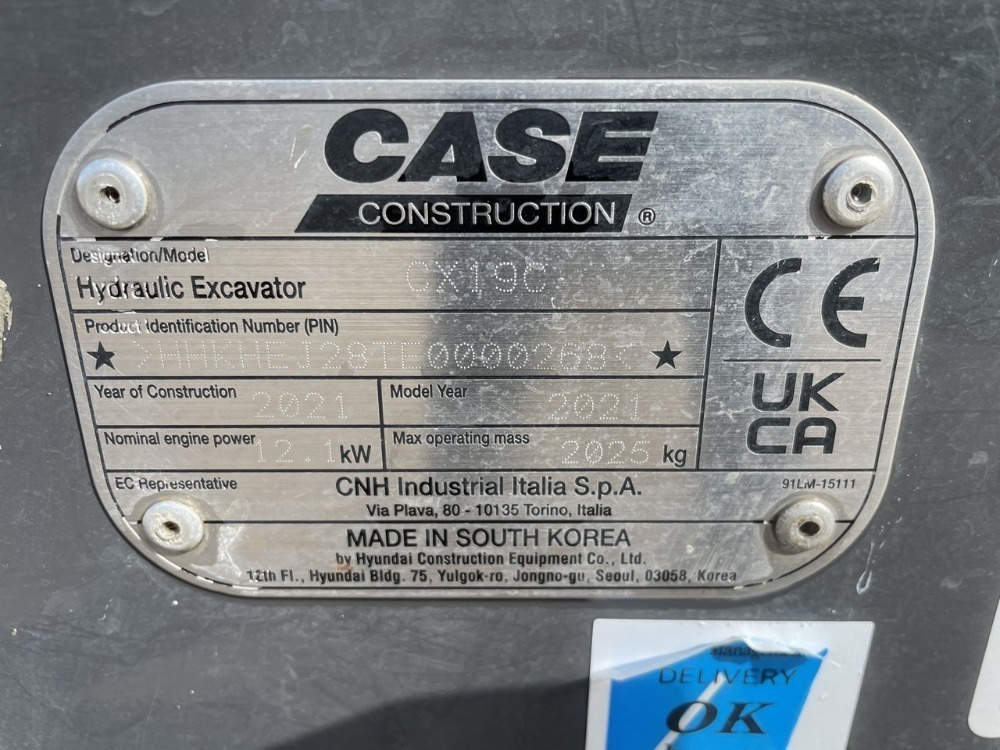 CASE
CONSTRUCTION ®
Designation/Model
Hydraulic Excavator CX19C
Product Identification Number (PIN)
★ >HHKHEJ28TE0000268< ★
Year of Construction 2021 Model Year 2021
Nominal engine power 12.1 kW Max operating mass 2025 kg
CE
UK
CA
EC Representative CNH Industrial Italia S.p.A. 91LM-15111
Via Plava, 80 - 10135 Torino, Italia
MADE IN SOUTH KOREA
by Hyundai Construction Equipment Co., Ltd.
12th Fl., Hyundai Bldg. 75, Yulgok-ro, Jongno-gu, Seoul, 03058, Korea
Management
DELIVERY
OK